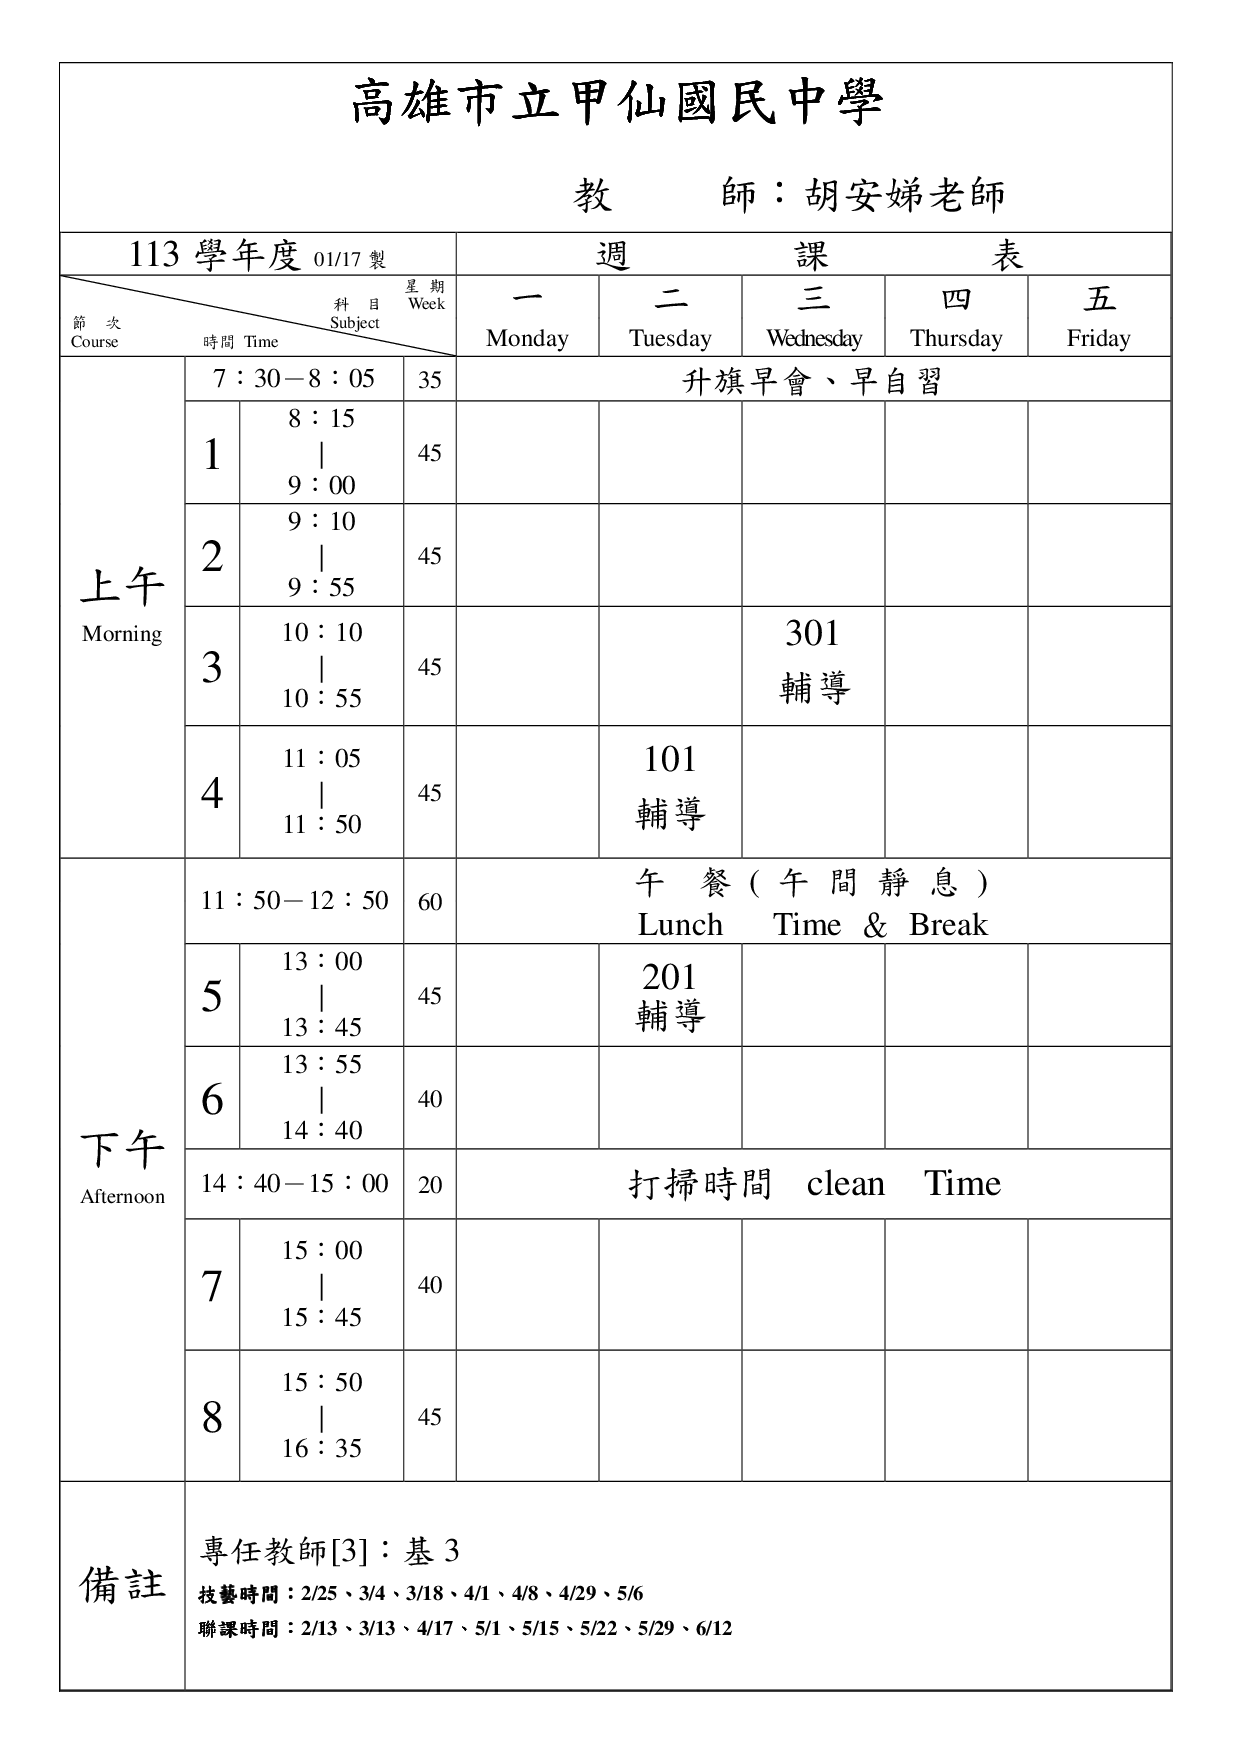 高雄市立甲仙國民中學
教 師：胡安娣老師
113 學年度 01/17 製 週 課 表
星 期
Week
科 目
Subject
節 次
Course
時間 Time
一 二 三 四 五
Monday Tuesday Wednesday Thursday Friday
上午
Morning
7：30－8：05 35 升旗早會、早自習
1 8：15｜9：00 45
2 9：10｜9：55 45
3 10：10｜10：55 45
301
輔導
4 11：05｜11：50 45
101
輔導
下午
Afternoon
11：50－12：50 60 午 餐 ( 午 間 靜 息 )
Lunch Time & Break
5 13：00｜13：45 45
201
輔導
6 13：55｜14：40 40
14：40－15：00 20 打掃時間 clean Time
7 15：00｜15：45 40
8 15：50｜16：35 45
備註
專任教師[3]：基 3
技藝時間：2/25、3/4、3/18、4/1、4/8、4/29、5/6
聯課時間：2/13、3/13、4/17、5/1、5/15、5/22、5/29、6/12